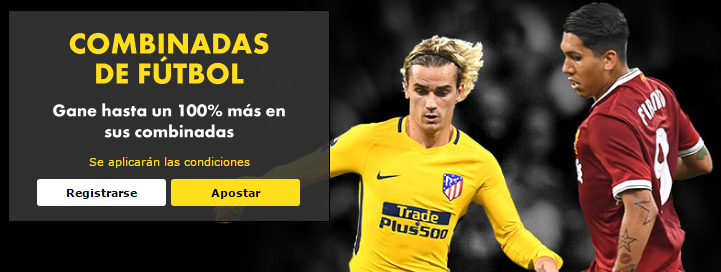 COMBINADAS
DE FÚTBOL
Gane hasta un 100% más en
sus combinadas
Se aplicarán las condiciones
Registrarse
Apostar
Trade
Plus500
9